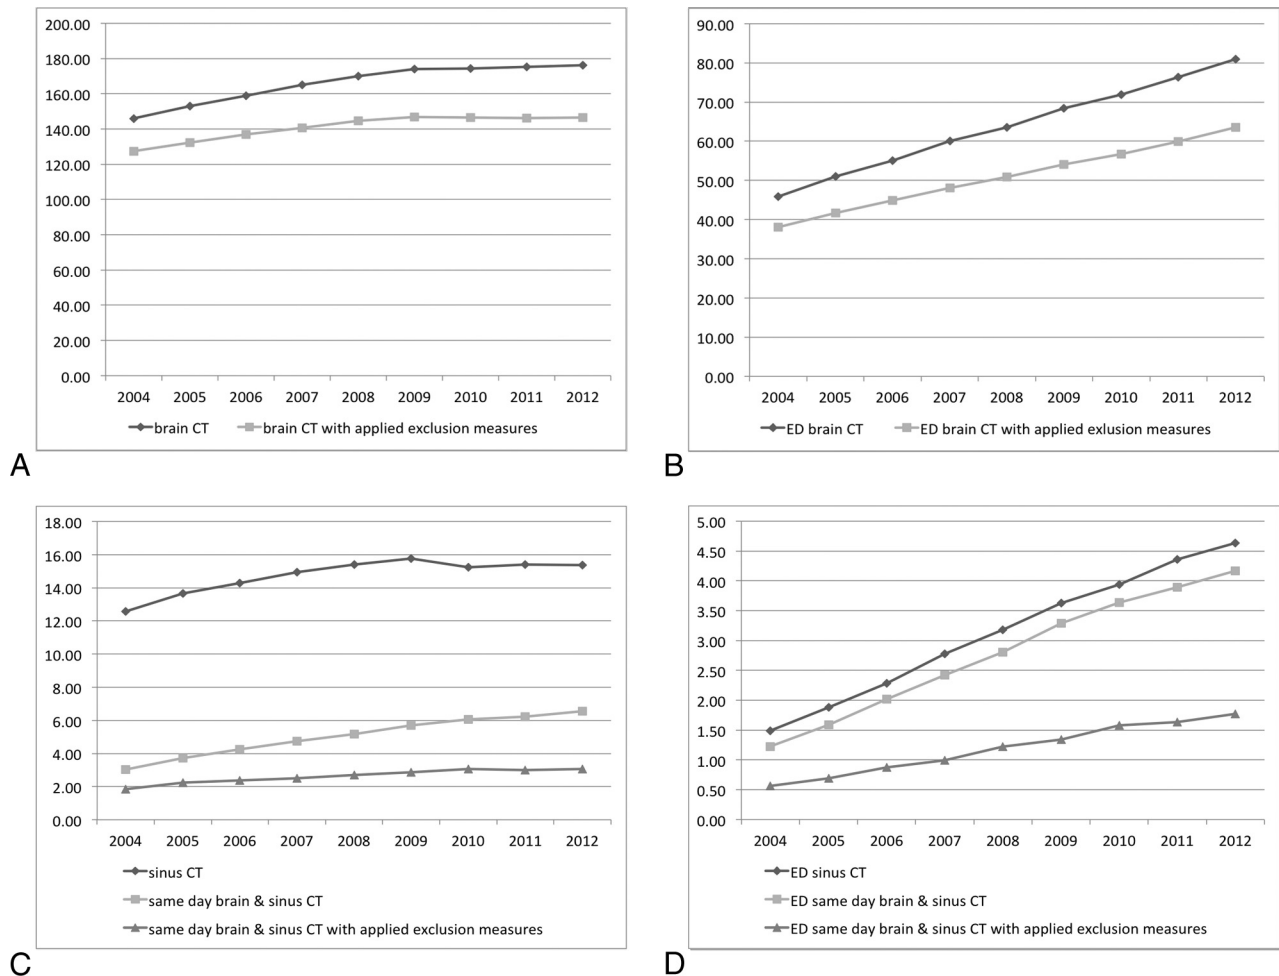 200.00
180.00
160.00
140.00
120.00
100.00
80.00
60.00
40.00
20.00
0.00
2004 2005 2006 2007 2008 2009 2010 2011 2012
brain CT brain CT with applied exclusion measures
A
90.00
80.00
70.00
60.00
50.00
40.00
30.00
20.00
10.00
0.00
2004 2005 2006 2007 2008 2009 2010 2011 2012
ED brain CT ED brain CT with applied exlusion measures
B
18.00
16.00
14.00
12.00
10.00
8.00
6.00
4.00
2.00
0.00
2004 2005 2006 2007 2008 2009 2010 2011 2012
sinus CT
same day brain & sinus CT
same day brain & sinus CT with applied exclusion measures
C
5.00
4.50
4.00
3.50
3.00
2.50
2.00
1.50
1.00
0.50
0.00
2004 2005 2006 2007 2008 2009 2010 2011 2012
ED sinus CT
ED same day brain & sinus CT
ED same day brain & sinus CT with applied exclusion measures
D